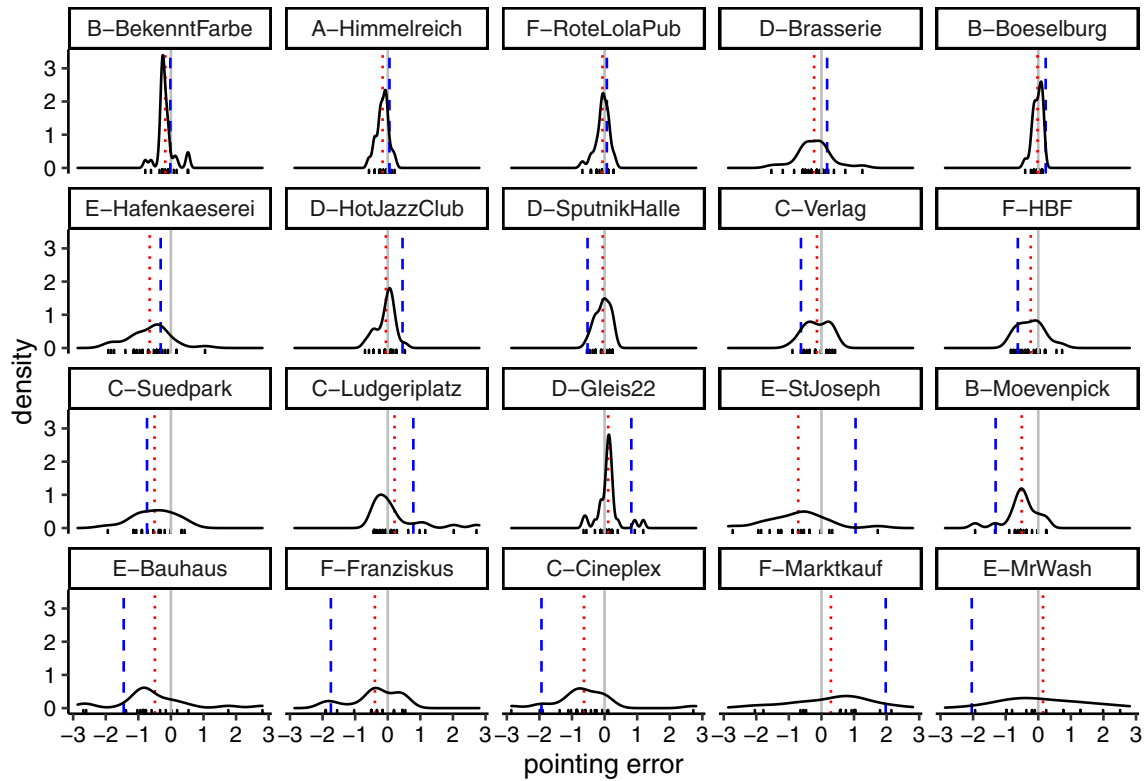 B−BekenntFarbe A−Himmelreich F−RoteLolaPub D−Brasserie B−Boeselburg
3
2
1
0
E−Hafenkaeserei D−HotJazzClub D−SputnikHalle C−Verlag F−HBF
3
2
1
0
density
C−Suedpark C−Ludgeriplatz D−Gleis22 E−StJoseph B−Moevenpick
3
2
1
0
E−Bauhaus F−Franziskus C−Cineplex F−Marktkauf E−MrWash
3
2
1
0
−3 −2 −1 0 1 2 3 −3 −2 −1 0 1 2 3 −3 −2 −1 0 1 2 3 −3 −2 −1 0 1 2 3 −3 −2 −1 0 1 2 3
pointing error